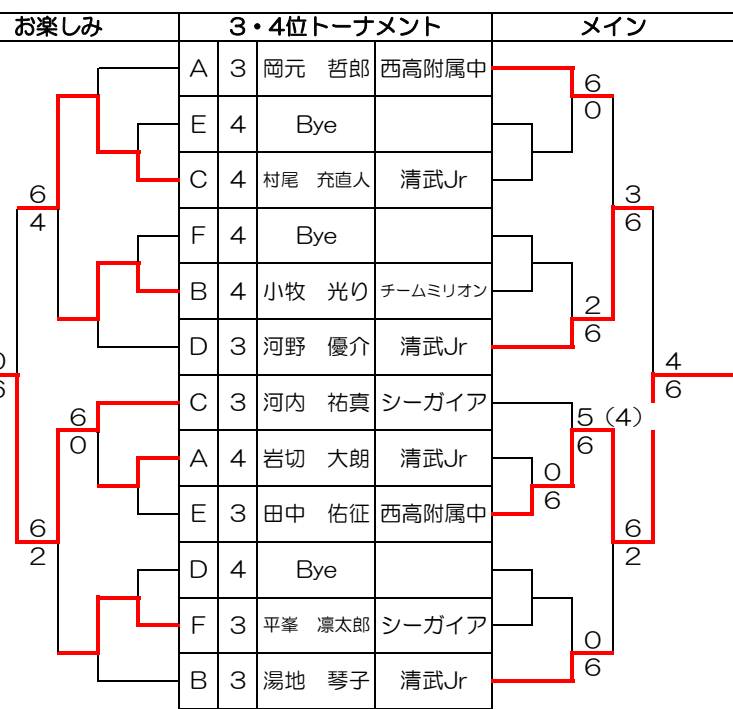 お楽しみ 3・4位トーナメント メイン
A 3 岡元 哲郎 西高附属中
6
0
E 4 Bye
C 4 村尾 充直人 清武Jr
6
4
3
6
F 4 Bye
B 4 小牧 光り チームミリオン
2
6
D 3 河野 優介 清武Jr
0
6
4
6
C 3 河内 祐真 シーガイア
6
0
5(4)
6
A 4 岩切 大朗 清武Jr
0
6
E 3 田中 佑征 西高附属中
6
2
6
2
D 4 Bye
F 3 平峯 凛太郎 シーガイア
0
6
B 3 湯地 琴子 清武Jr